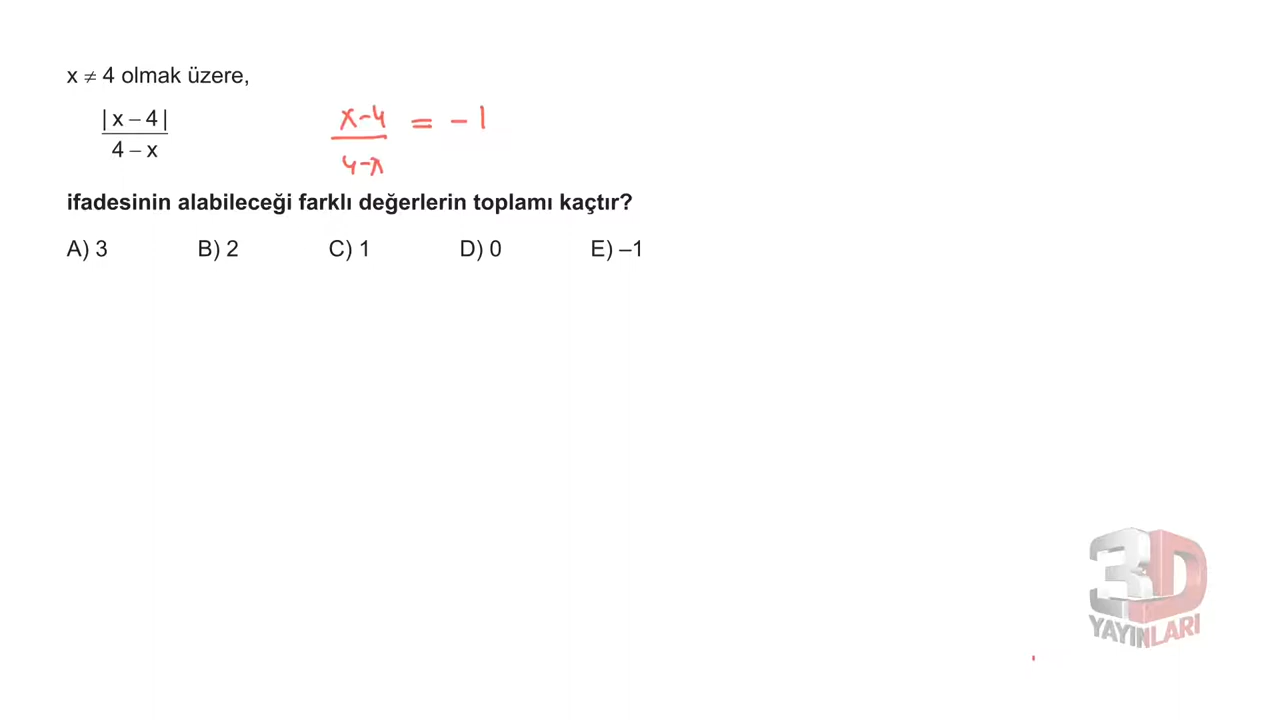 x ≠ 4 olmak üzere,
| x – 4 |
4 – x
x-4
4-x
= -1
ifadesinin alabileceği farklı değerlerin toplamı kaçtır?
A) 3 B) 2 C) 1 D) 0 E) –1
3D
YAYINLARI